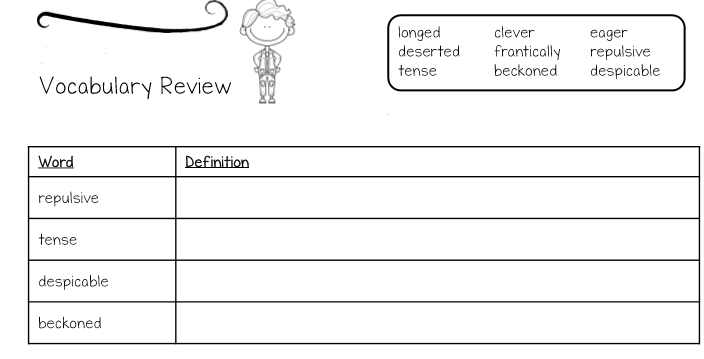 longed clever eager
deserted frantically repulsive
tense beckoned despicable
Vocabulary Review
Word Definition
repulsive
tense
despicable
beckoned